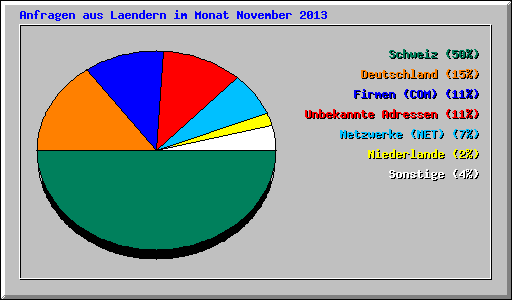 Anfragen aus Laendern im Monat November 2013
Schweiz (50%)
Deutschland (15%)
Firmen (COM) (11%)
Unbekannte Adressen (11%)
Netzwerke (NET) (7%)
Niederlande (2%)
Sonstige (4%)